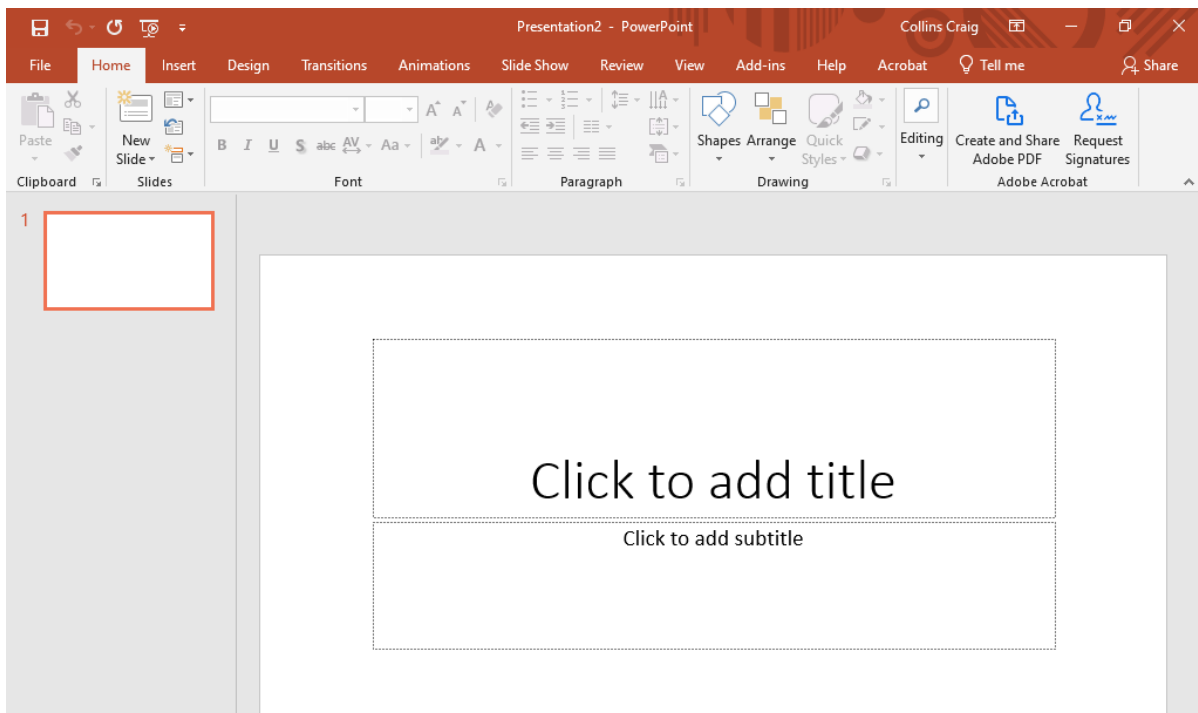 Presentation2 - PowerPoint Collins Craig
File Home Insert Design Transitions Animations Slide Show Review View Add-ins Help Acrobat Tell me Share
Paste
New
Slide
B I U S abc AV Aa aby A
A A
Shapes Arrange Quick
Styles
Editing
Create and Share
Adobe PDF
Request
Signatures
Clipboard Slides Font Paragraph Drawing Adobe Acrobat
1
Click to add title
Click to add subtitle